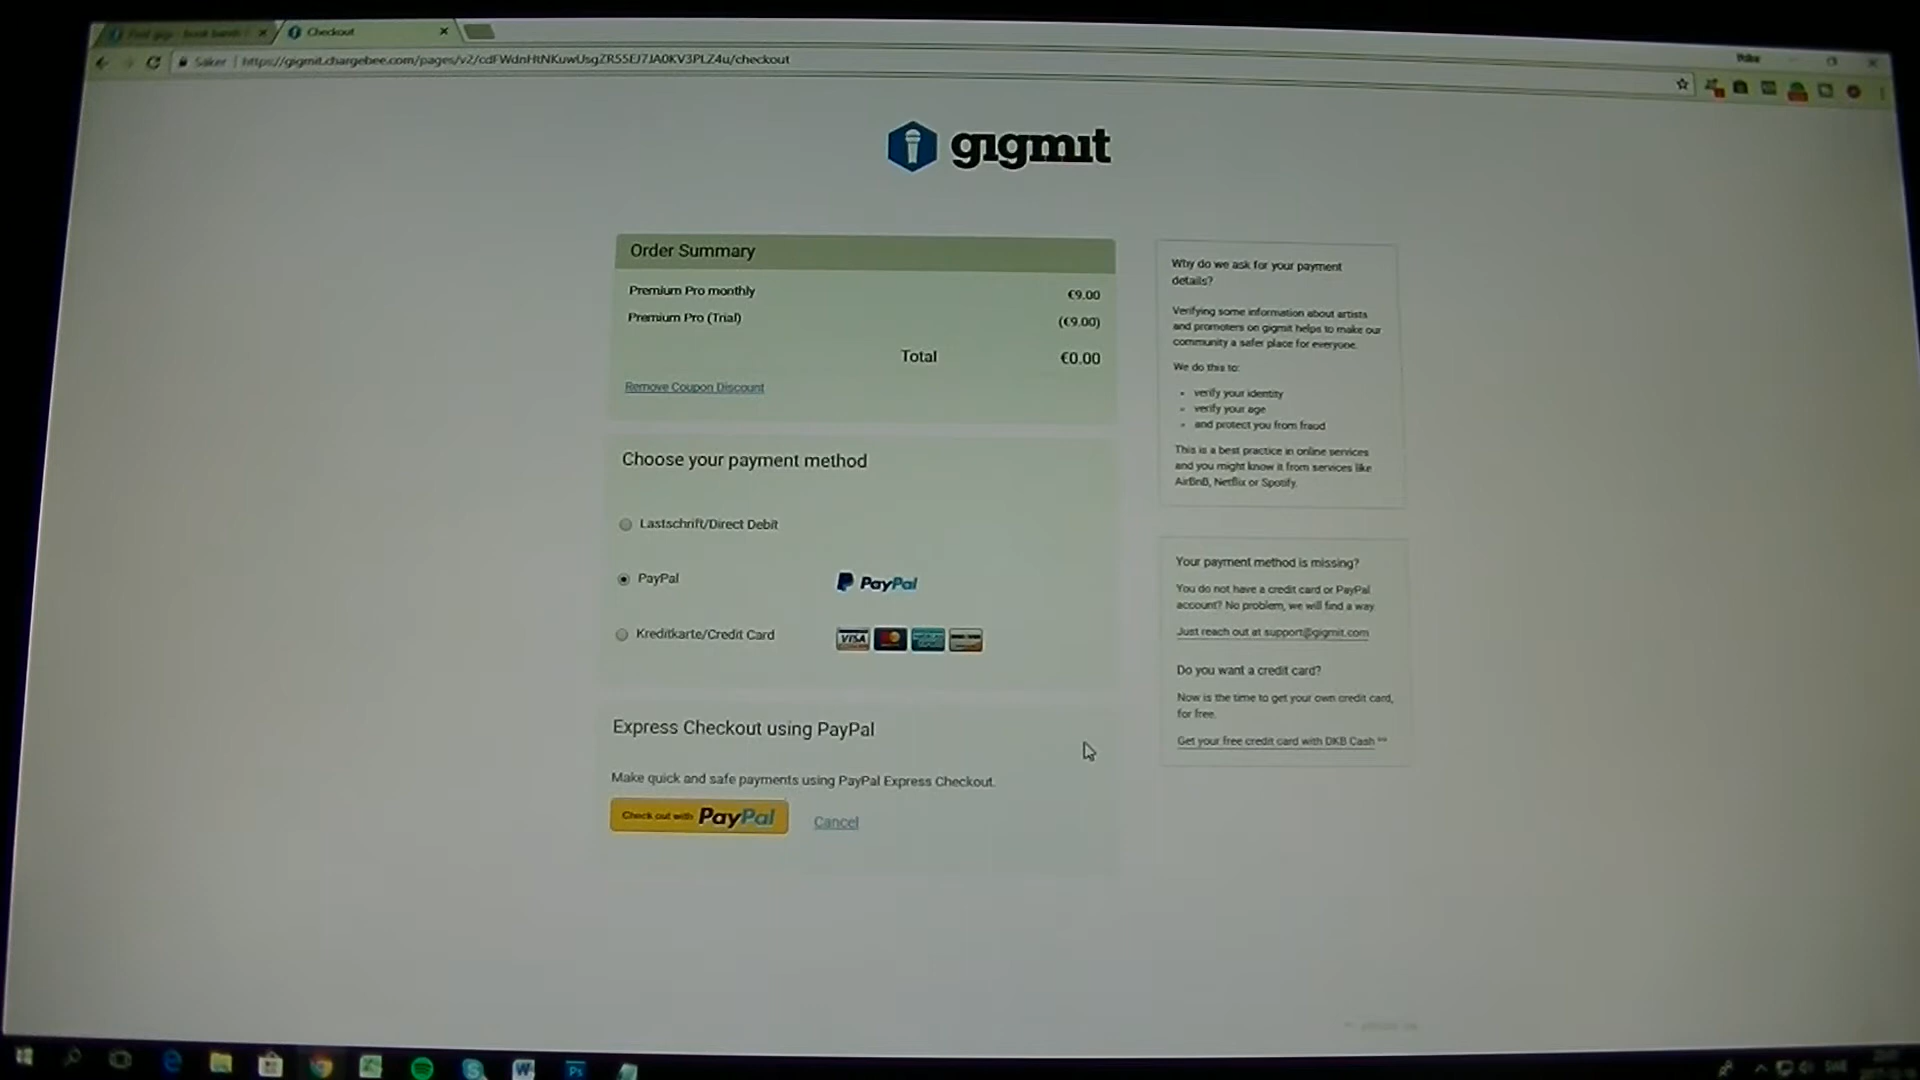 Checkout
Säker
https://gigmit.chargebee.com/pages/v2/
/checkout
gigmit
Order Summary
Premium Pro monthly €9.00
Premium Pro (Trial) (€9.00)
Total €0.00
Remove Coupon Discount
Choose your payment method
Lastschrift/Direct Debit
PayPal PayPal
Kreditkarte/Credit Card VISA
Express Checkout using PayPal
Make quick and safe payments using PayPal Express Checkout.
Check out with PayPal Cancel
Why do we ask for your payment
details?
Verifying some information about artists
and promoters on gigmit helps to make our
community a safer place for everyone.
We do this to:
verify your identity
verify your age
and protect you from fraud
This is a best practice in online services
and you might know it from services like
AirBnB, Netflix or Spotify.
Your payment method is missing?
You do not have a credit card or PayPal
account? No problem, we will find a way.
Just reach out at support@gigmit.com
Do you want a credit card?
Now is the time to get your own credit card,
for free.
Get your free credit card with DKB Cash
SWE